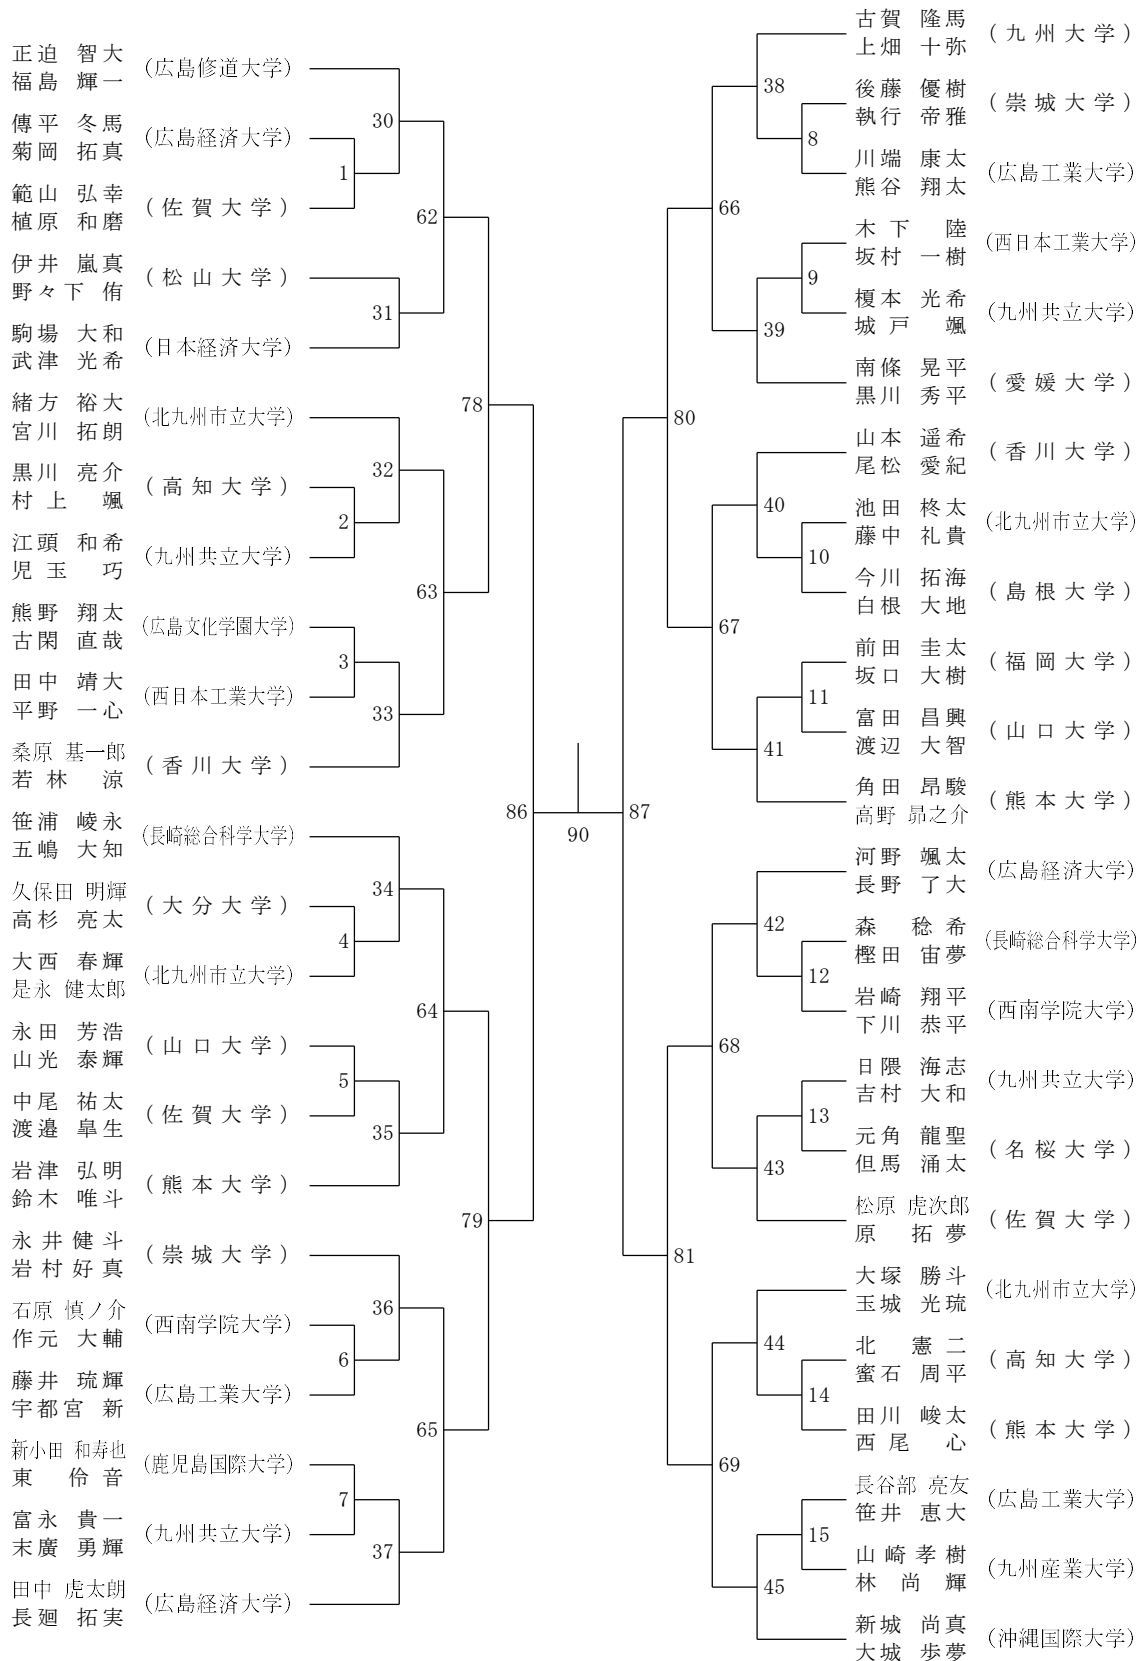 正迫 智大
福島 輝一
(広島修道大学)
傳平 冬馬
菊岡 拓真
(広島経済大学)
範山 弘幸
植原 和磨
(佐賀大学)
伊井 嵐真
野々下 侑
(松山大学)
駒場 大和
武津 光希
(日本経済大学)
緒方 裕大
宮川 拓朗
(北九州市立大学)
黒川 亮介
村上 颯
(高知大学)
江頭 和希
児玉 巧
(九州共立大学)
熊野 翔太
古閑 直哉
(広島文化学園大学)
田中 靖大
平野 一心
(西日本工業大学)
桑原 基一郎
若林 涼
(香川大学)
笹浦 崚永
五嶋 大知
(長崎総合科学大学)
久保田 明輝
高杉 亮太
(大分大学)
大西 春輝
是永 健太郎
(北九州市立大学)
永田 芳浩
山光 泰輝
(山口大学)
中尾 祐太
渡邉 皐生
(佐賀大学)
岩津 弘明
鈴木 唯斗
(熊本大学)
永井健斗
岩村好真
(崇城大学)
石原 慎ノ介
作元 大輔
(西南学院大学)
藤井 琉輝
宇都宮 新
(広島工業大学)
新小田 和寿也
東 伶音
(鹿児島国際大学)
富永 貴一
末廣 勇輝
(九州共立大学)
田中 虎太朗
長廻 拓実
(広島経済大学)
1
2
3
4
5
6
7
30
31
32
33
34
35
36
37
62
63
64
65
78
79
86
90
87
80
81
66
67
68
69
38
39
40
41
42
43
44
45
8
9
10
11
12
13
14
15
古賀 隆馬
上畑 十弥
(九州大学)
後藤 優樹
執行 帝雅
(崇城大学)
川端 康太
熊谷 翔太
(広島工業大学)
木下 陸
坂村 一樹
(西日本工業大学)
榎本 光希
城戸 颯
(九州共立大学)
南條 晃平
黒川 秀平
(愛媛大学)
山本 遥希
尾松 愛紀
(香川大学)
池田 柊太
藤中 礼貴
(北九州市立大学)
今川 拓海
白根 大地
(島根大学)
前田 圭太
坂口 大樹
(福岡大学)
富田 昌興
渡辺 大智
(山口大学)
角田 昂駿
高野 昴之介
(熊本大学)
河野 颯太
長野 了大
(広島経済大学)
森 稔希
樫田 宙夢
(長崎総合科学大学)
岩崎 翔平
下川 恭平
(西南学院大学)
日隈 海志
吉村 大和
(九州共立大学)
元角 龍聖
但馬 涌太
(名桜大学)
松原 虎次郎
原 拓夢
(佐賀大学)
大塚 勝斗
玉城 光琉
(北九州市立大学)
北 憲二
蜜石 周平
(高知大学)
田川 峻太
西尾 心
(熊本大学)
長谷部 亮友
笹井 恵大
(広島工業大学)
山崎孝樹
林尚輝
(九州産業大学)
新城 尚真
大城 歩夢
(沖縄国際大学)